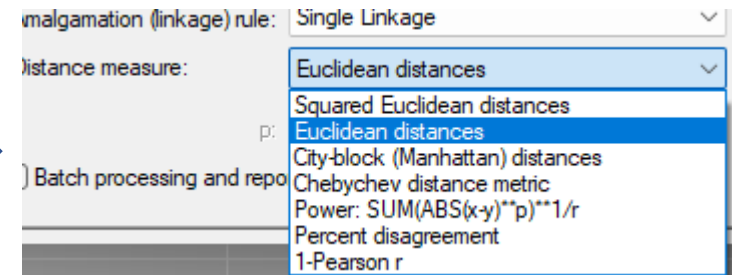 malgamation (linkage) rule: Single Linkage
istance measure: Euclidean distances
Squared Euclidean distances
p: Euclidean distances
City-block (Manhattan) distances
Batch processing and repo Chebychev distance metric
Power: SUM(ABS(x-y)**p)**1/r
Percent disagreement
1-Pearson r